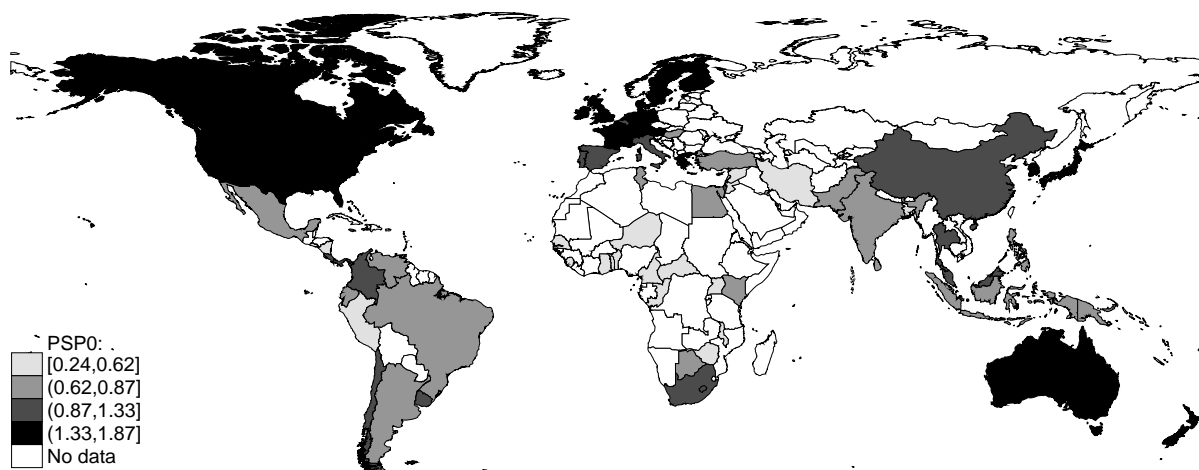 PSP0:
[0.24,0.62]
(0.62,0.87]
(0.87,1.33]
(1.33,1.87]
No data